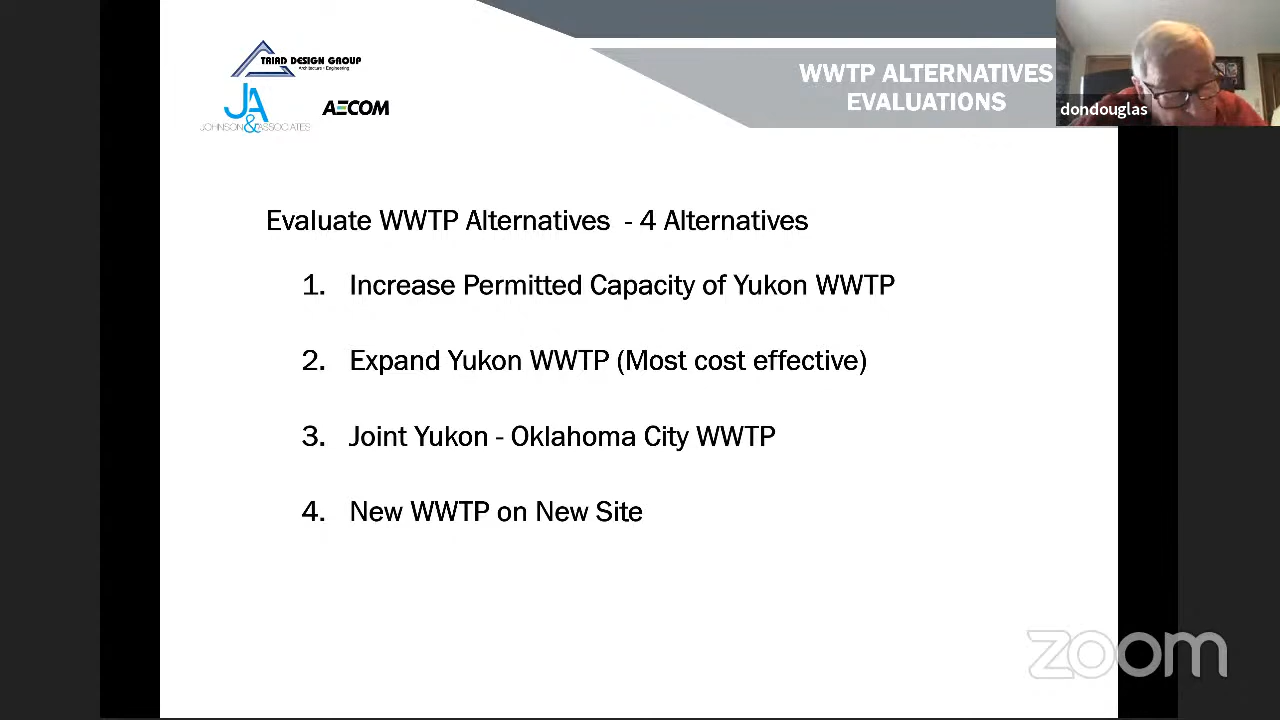 TRIAD DESIGN GROUP
Architecture • Engineering
JA
JOHNSON & ASSOCIATES
AECOM
WWTP ALTERNATIVES
EVALUATIONS
dondouglas
Evaluate WWTP Alternatives - 4 Alternatives
1. Increase Permitted Capacity of Yukon WWTP
2. Expand Yukon WWTP (Most cost effective)
3. Joint Yukon - Oklahoma City WWTP
4. New WWTP on New Site
zoom